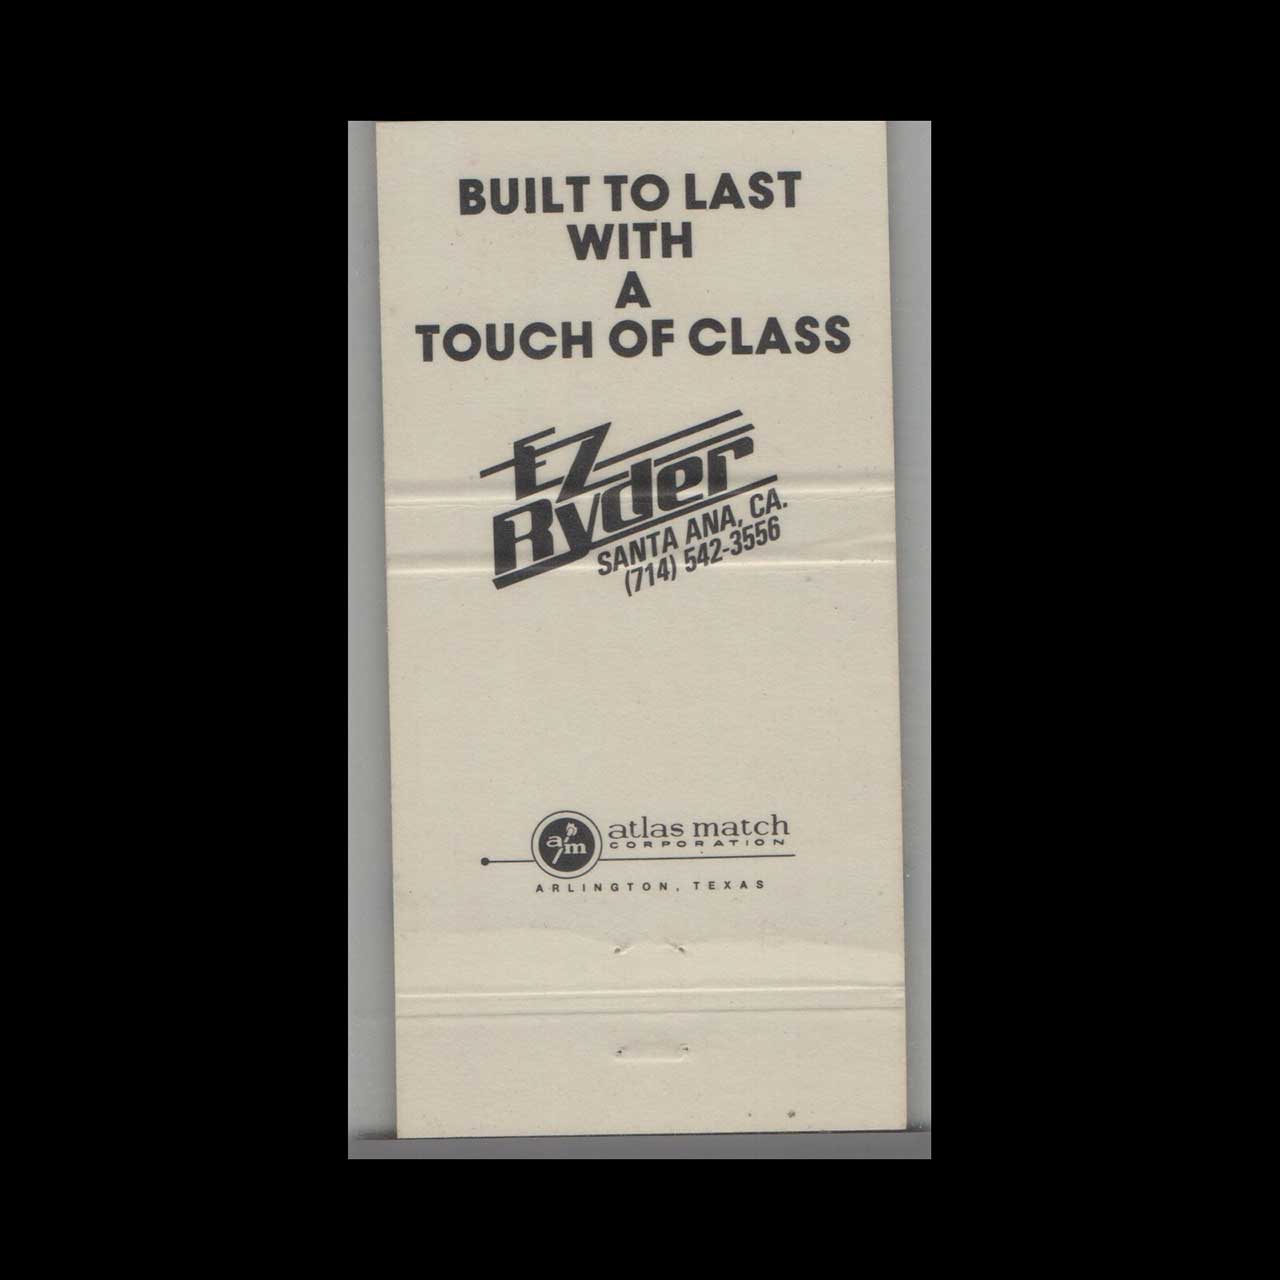 BUILT TO LAST
WITH
A
TOUCH OF CLASS
EZ
Ryder
SANTA ANA, CA.
(714) 542-3556
a/m
atlas match
CORPORATION
ARLINGTON, TEXAS